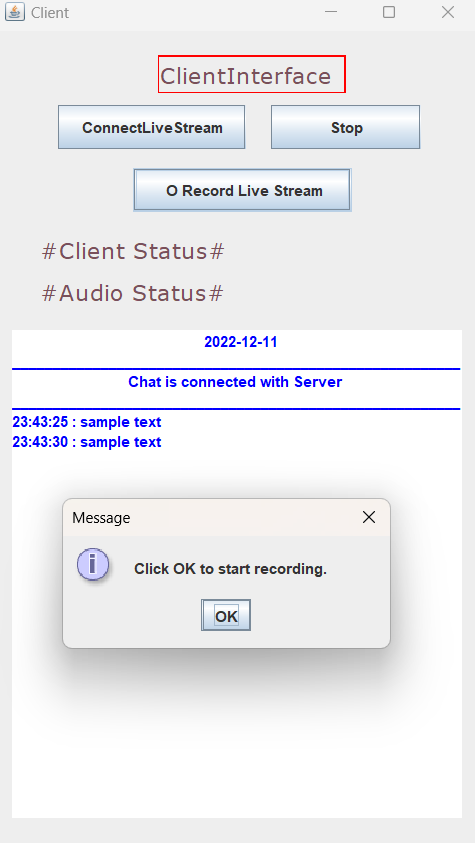 Client
ClientInterface
ConnectLiveStream
Stop
O Record Live Stream
#Client Status#
#Audio Status#
2022-12-11
Chat is connected with Server
23:43:25 : sample text
23:43:30 : sample text
Message
Click OK to start recording.
OK